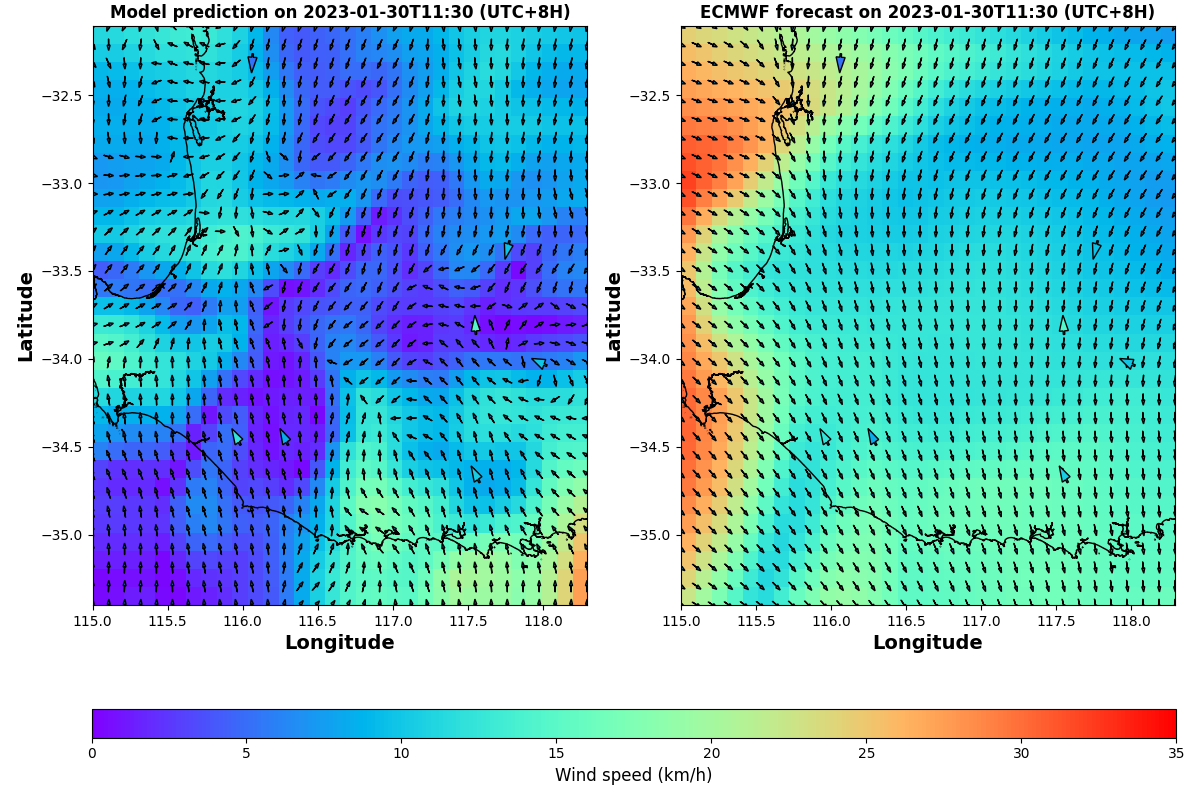 Model prediction on 2023-01-30T11:30 (UTC+8H)
ECMWF forecast on 2023-01-30T11:30 (UTC+8H)
−32.5
−33.0
−33.5
−34.0
−34.5
−35.0
Latitude
115.0 115.5 116.0 116.5 117.0 117.5 118.0
Longitude
−32.5
−33.0
−33.5
−34.0
−34.5
−35.0
Latitude
115.0 115.5 116.0 116.5 117.0 117.5 118.0
Longitude
0 5 10 15 20 25 30 35
Wind speed (km/h)